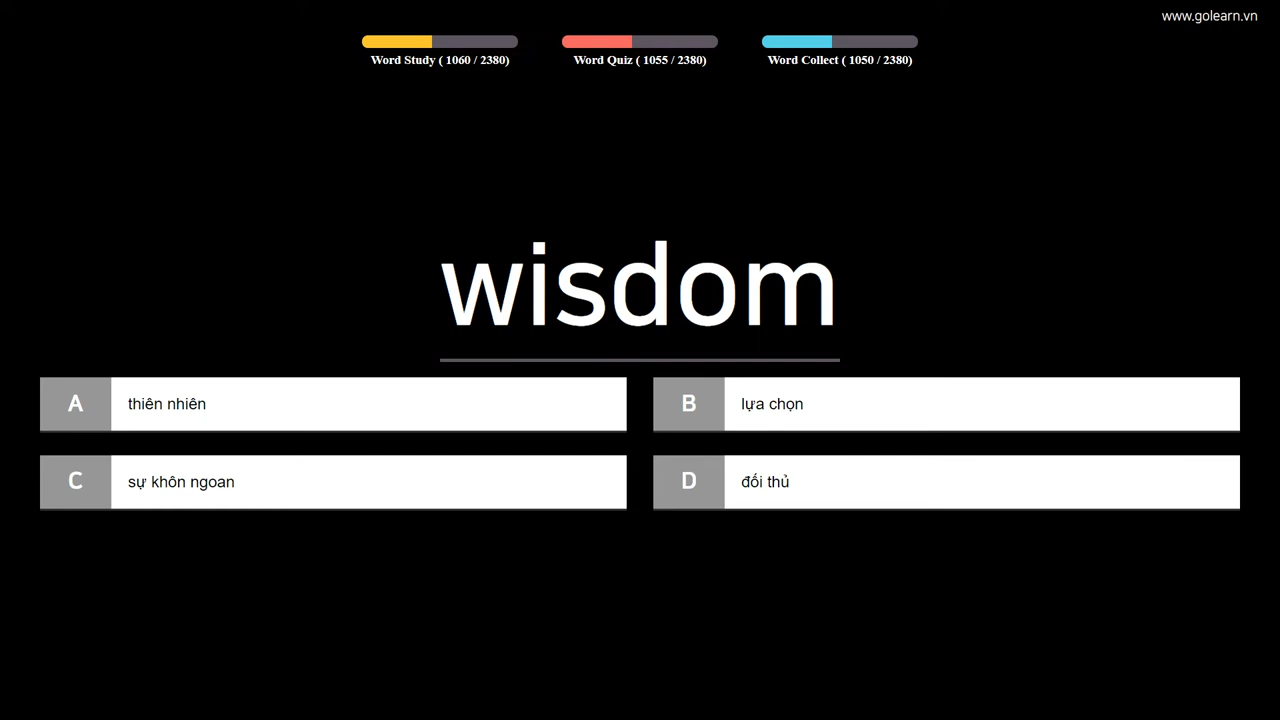 www.golearn.vn
Word Study ( 1060 / 2380)
Word Quiz ( 1055 / 2380)
Word Collect ( 1050 / 2380)
wisdom
A thiên nhiên
B lựa chọn
C sự khôn ngoan
D đối thủ